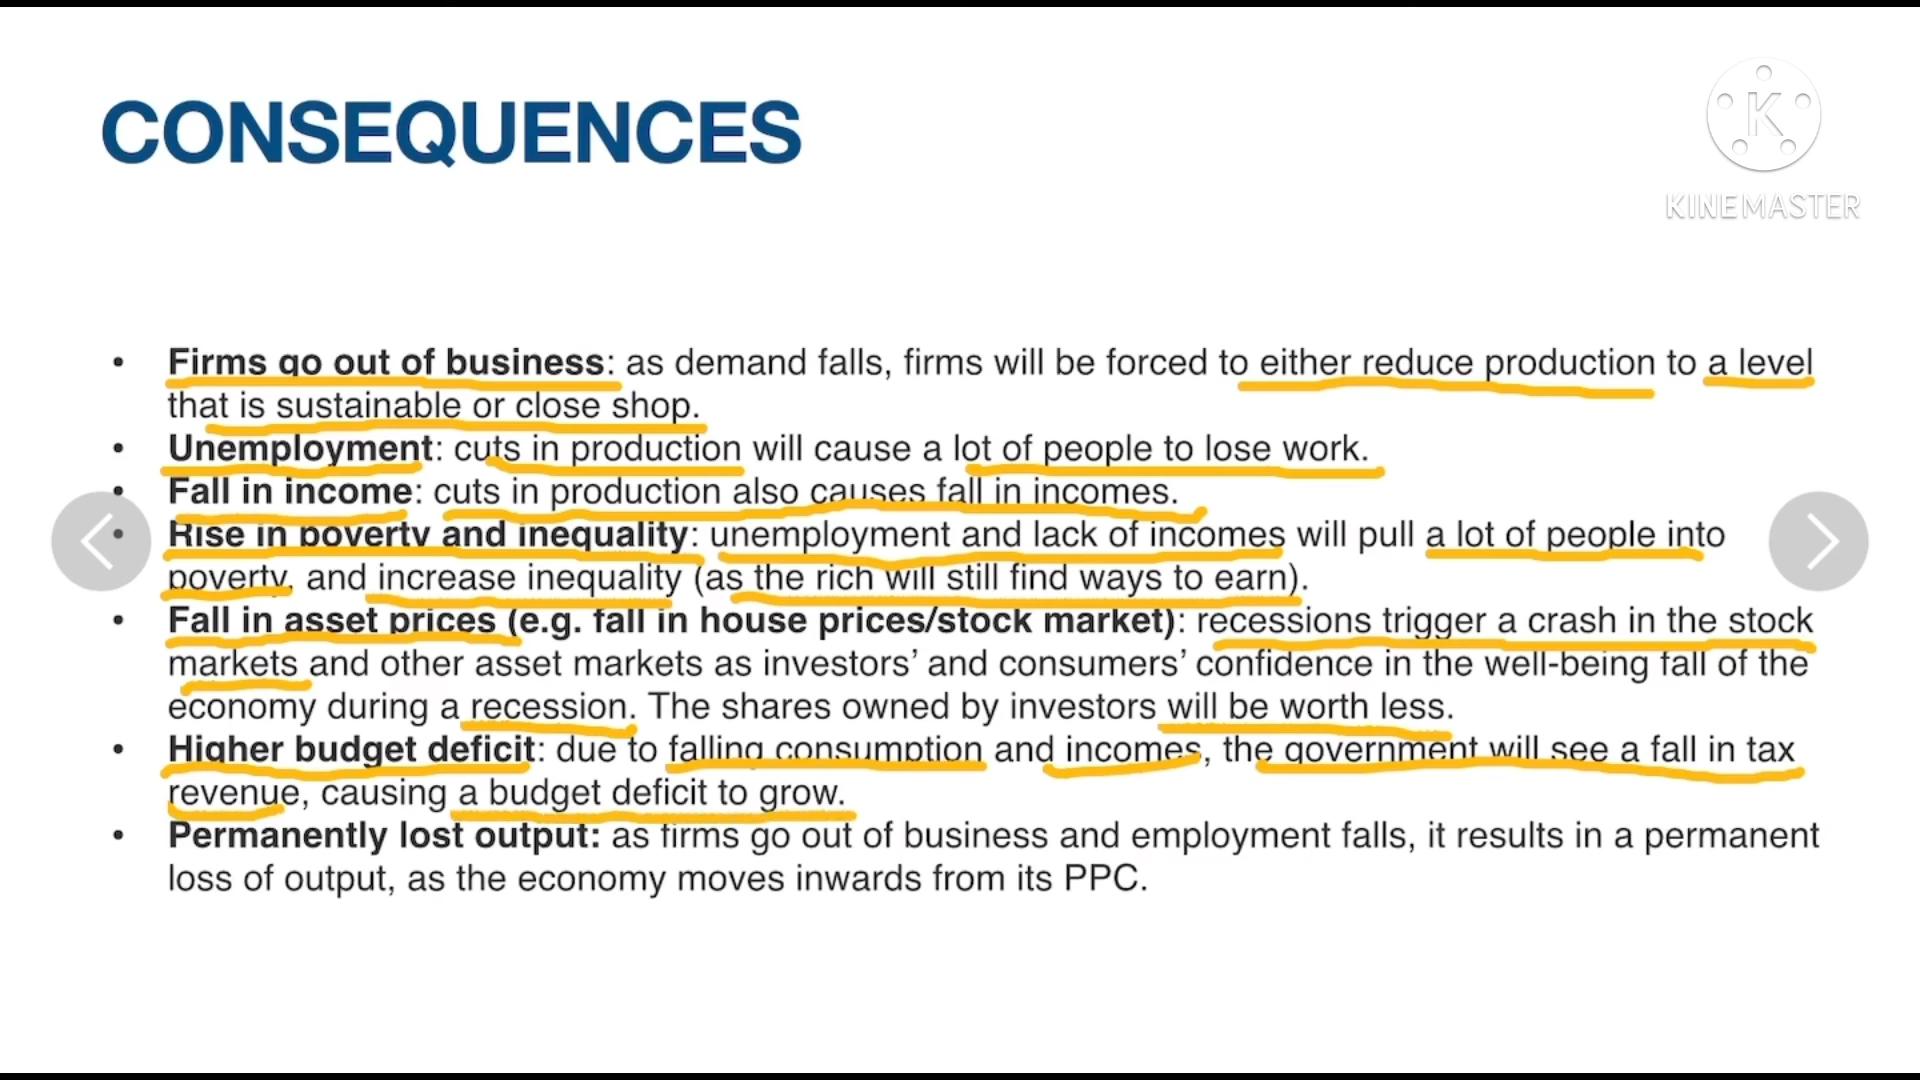 CONSEQUENCES
K
KINEMASTER
• Firms go out of business: as demand falls, firms will be forced to either reduce production to a level
that is sustainable or close shop.
• Unemployment: cuts in production will cause a lot of people to lose work.
• Fall in income: cuts in production also causes fall in incomes.
• Rise in poverty and inequality: unemployment and lack of incomes will pull a lot of people into
poverty, and increase inequality (as the rich will still find ways to earn).
• Fall in asset prices (e.g. fall in house prices/stock market): recessions trigger a crash in the stock
markets and other asset markets as investors’ and consumers’ confidence in the well-being fall of the
economy during a recession. The shares owned by investors will be worth less.
• Higher budget deficit: due to falling consumption and incomes, the government will see a fall in tax
revenue, causing a budget deficit to grow.
• Permanently lost output: as firms go out of business and employment falls, it results in a permanent
loss of output, as the economy moves inwards from its PPC.